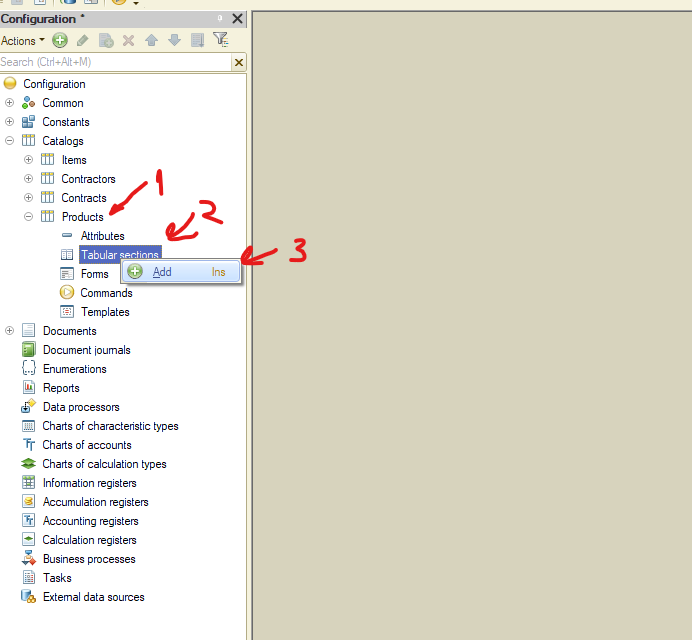 Configuration *
Actions
Search (Ctrl+Alt+M)
Configuration
Common
Constants
Catalogs
Items
Contractors
Contracts
Products
1
Attributes
2
Tabular sections
3
Forms
Add Ins
Commands
Templates
Documents
Document journals
Enumerations
Reports
Data processors
Charts of characteristic types
Charts of accounts
Charts of calculation types
Information registers
Accumulation registers
Accounting registers
Calculation registers
Business processes
Tasks
External data sources